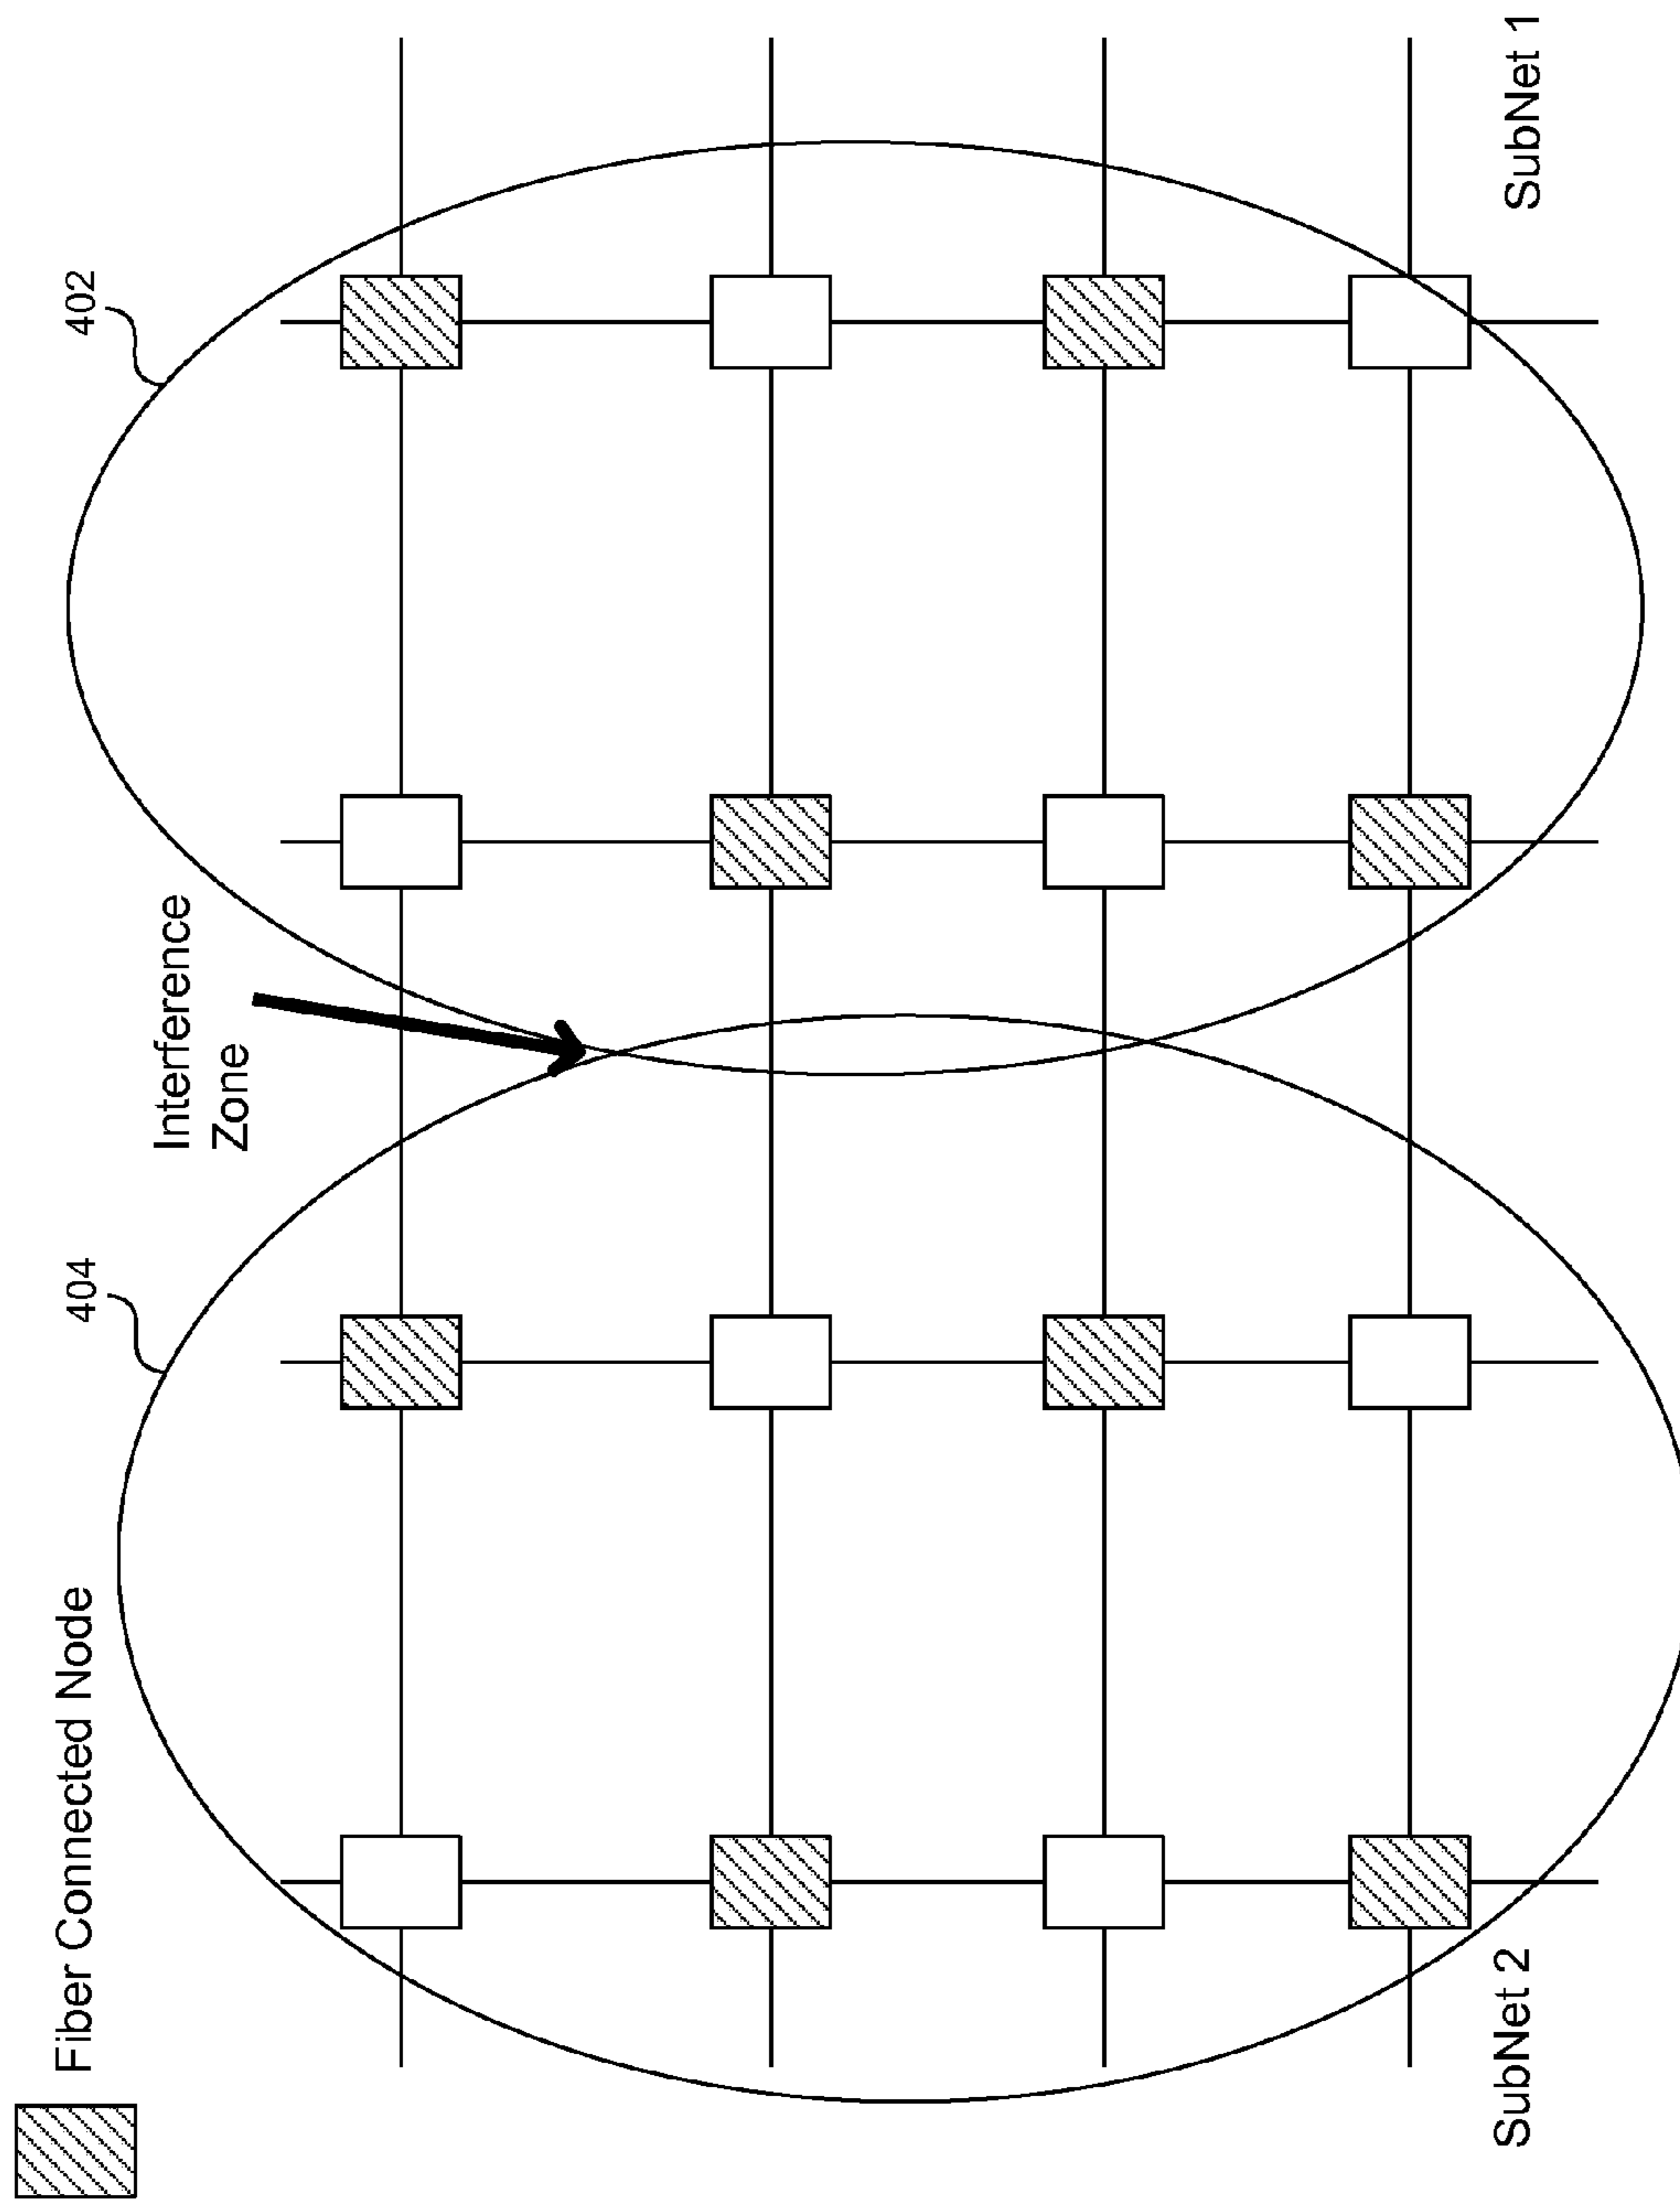 Fiber Connected Node
404
402
Interference
Zone
SubNet 2
SubNet 1